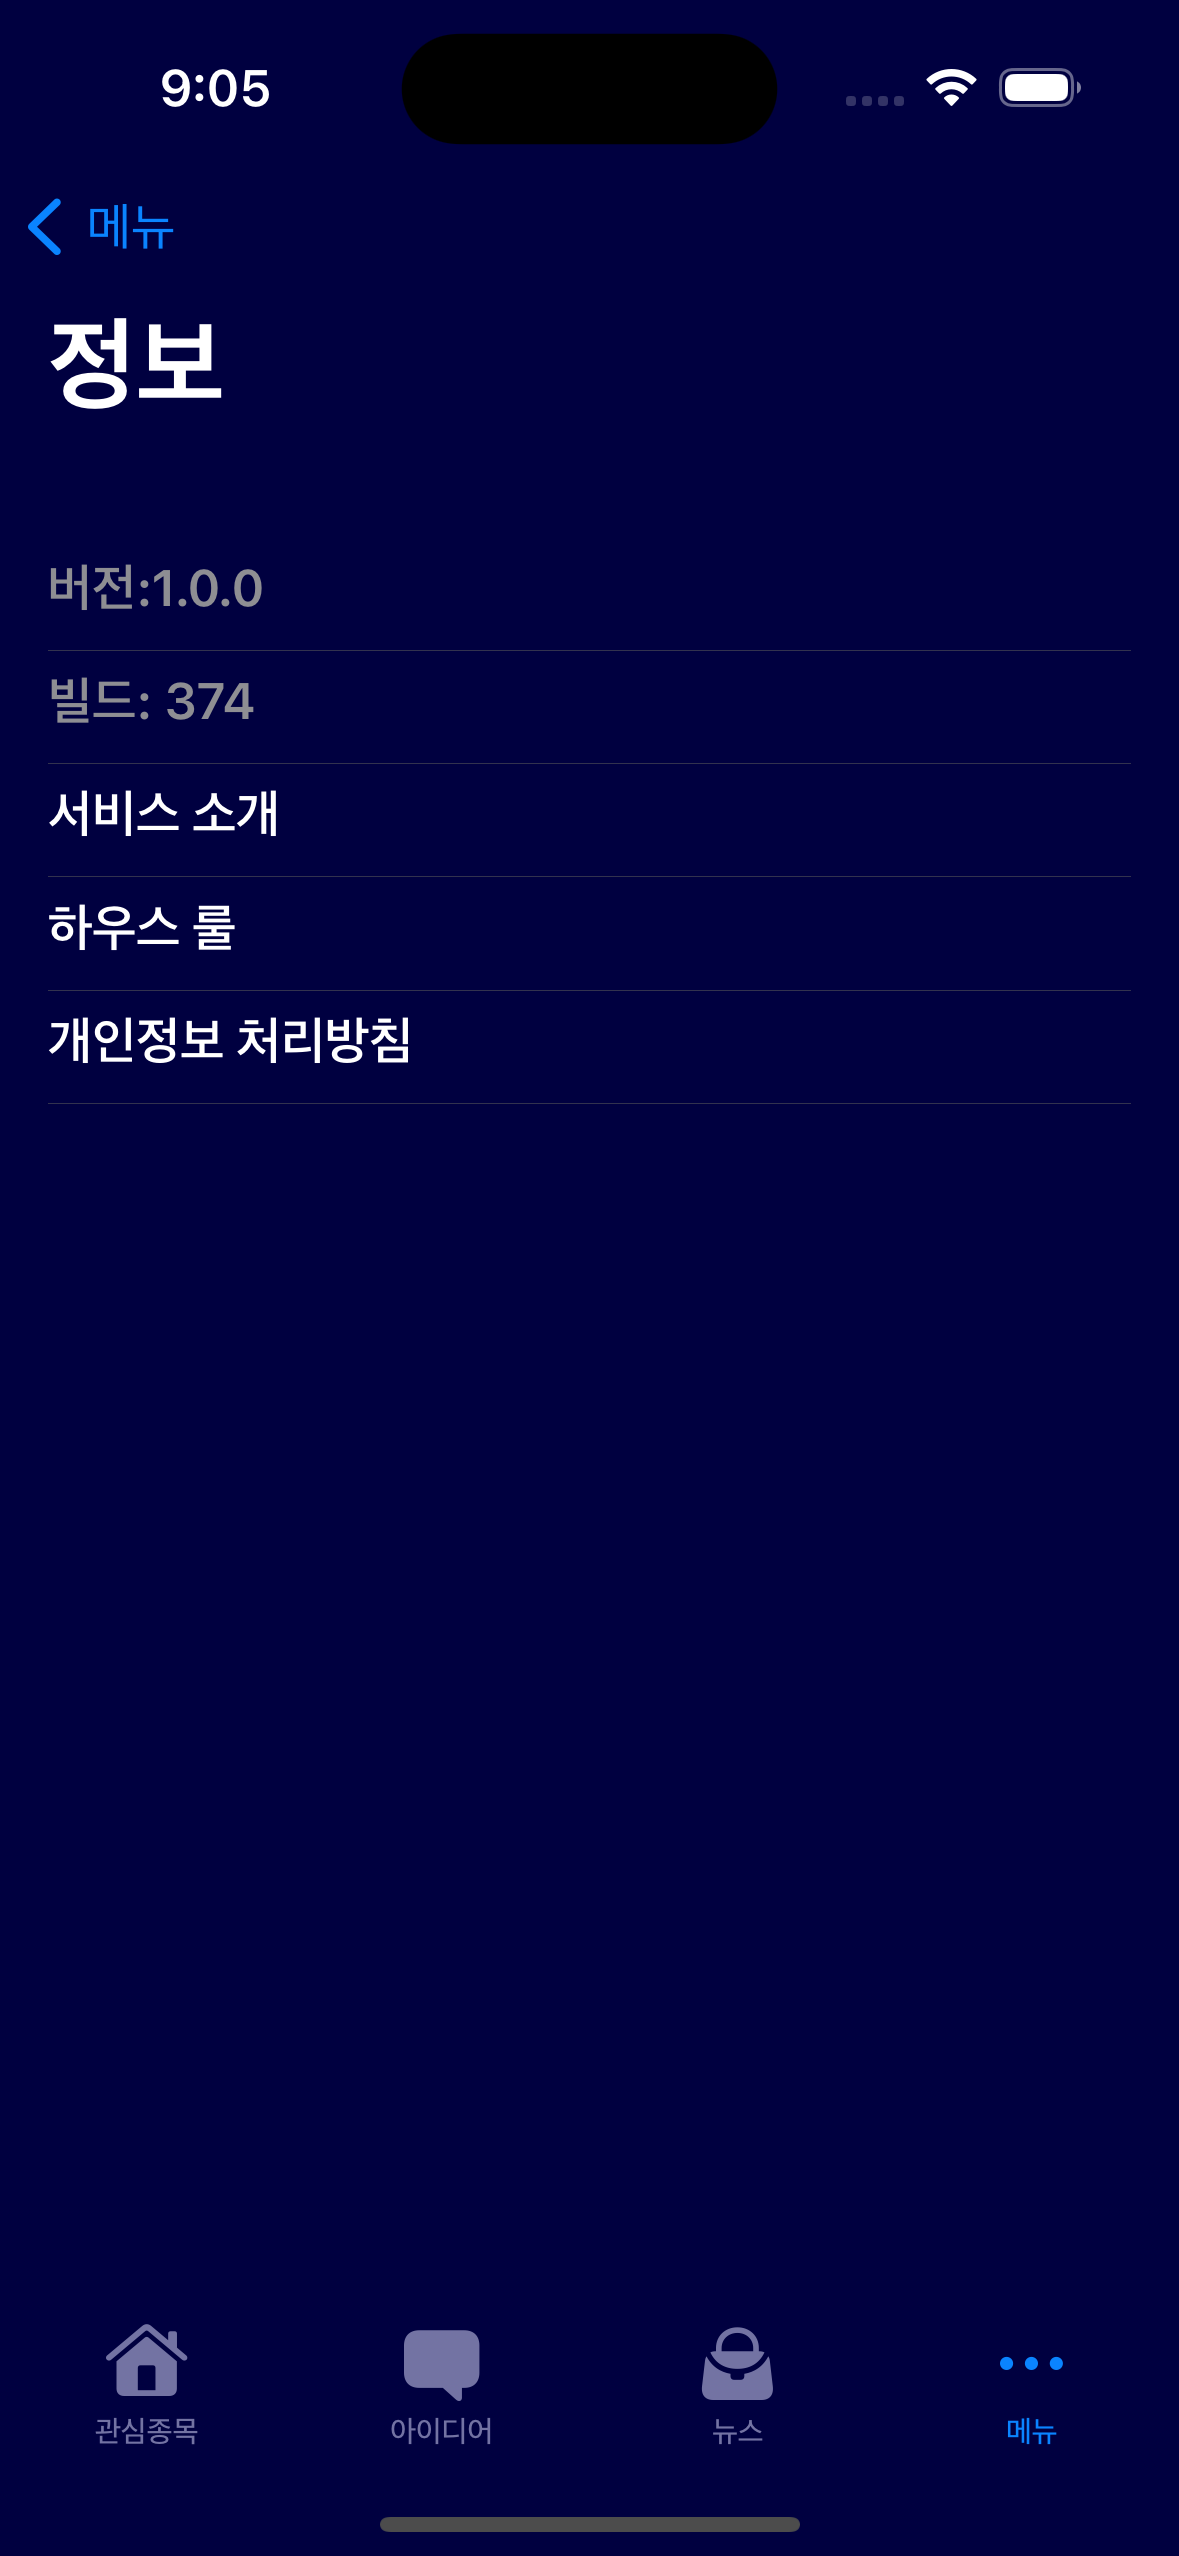 9:05
메뉴
정보
버전:1.0.0
빌드: 374
서비스 소개
하우스 룰
개인정보 처리방침
관심종목
아이디어
뉴스
메뉴